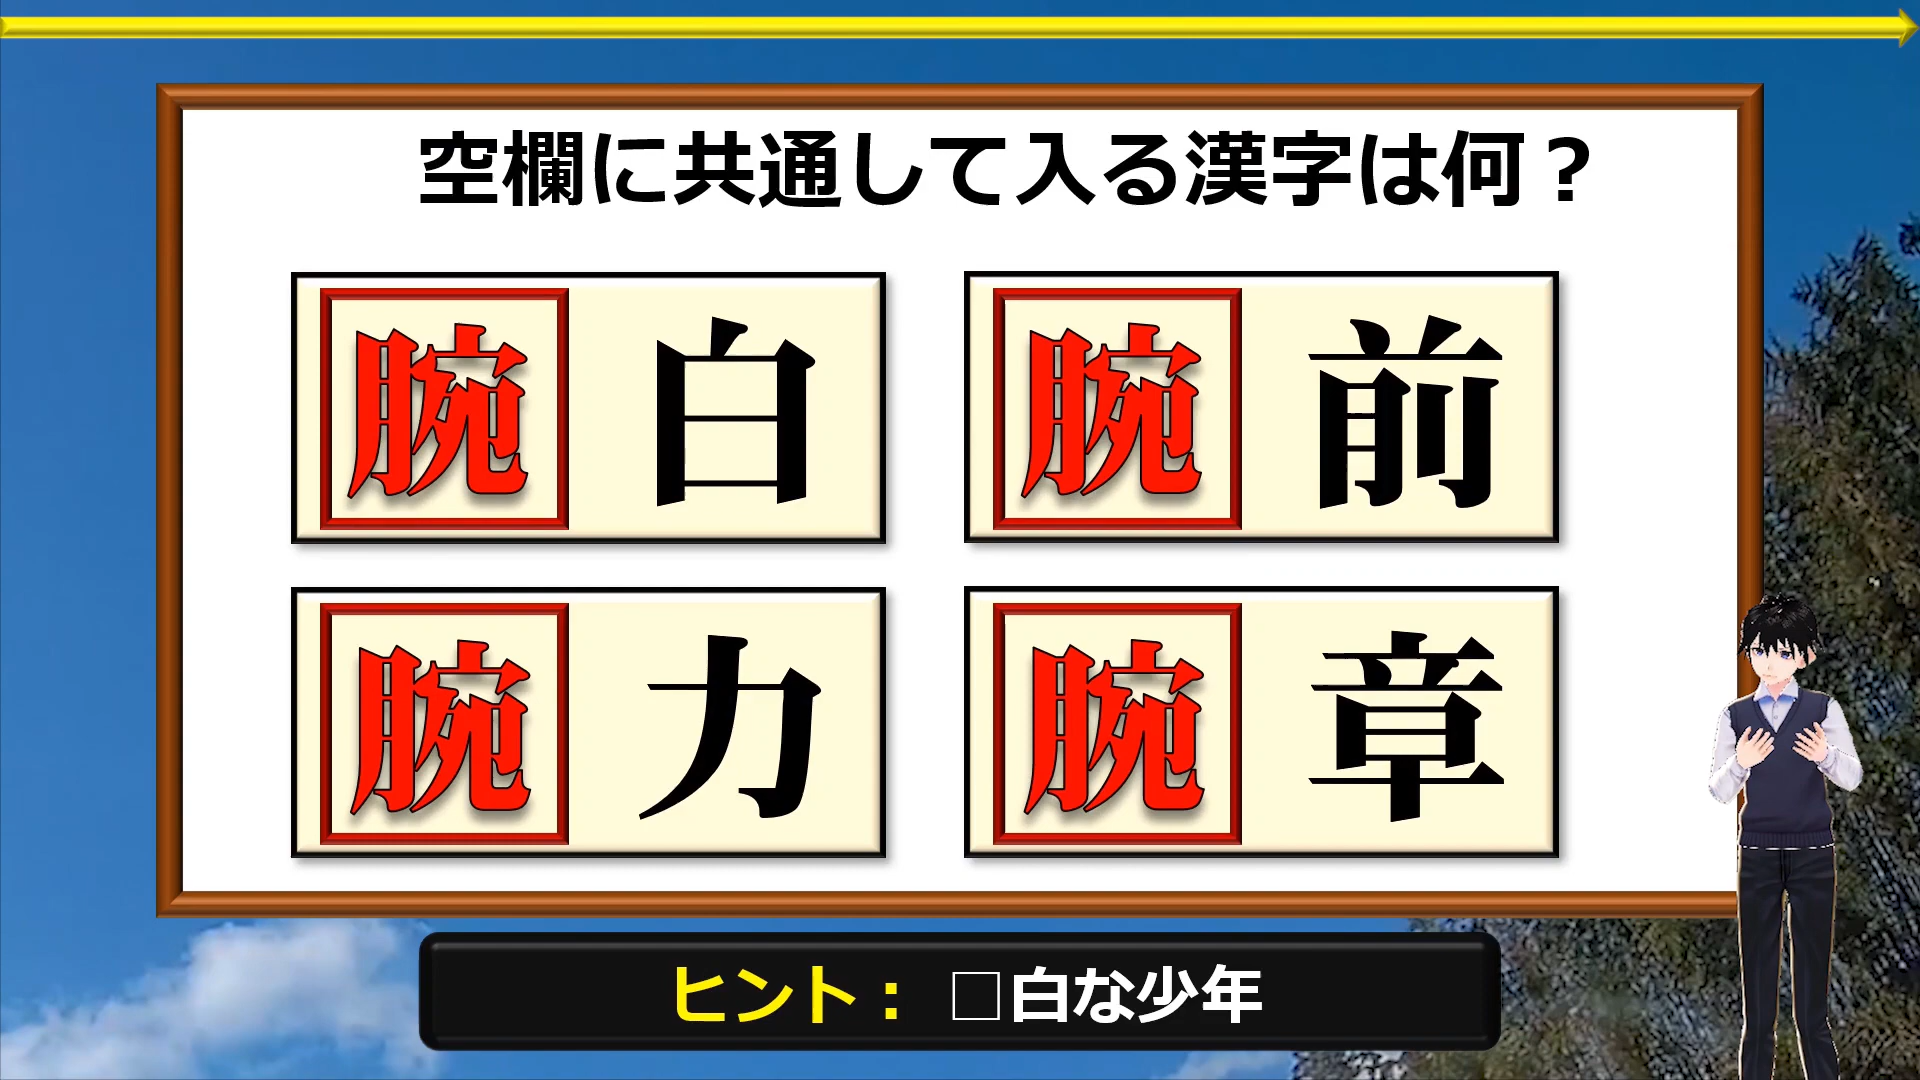 空欄に共通して入る漢字は何？
腕白
腕前
腕力
腕章
ヒント： □白な少年